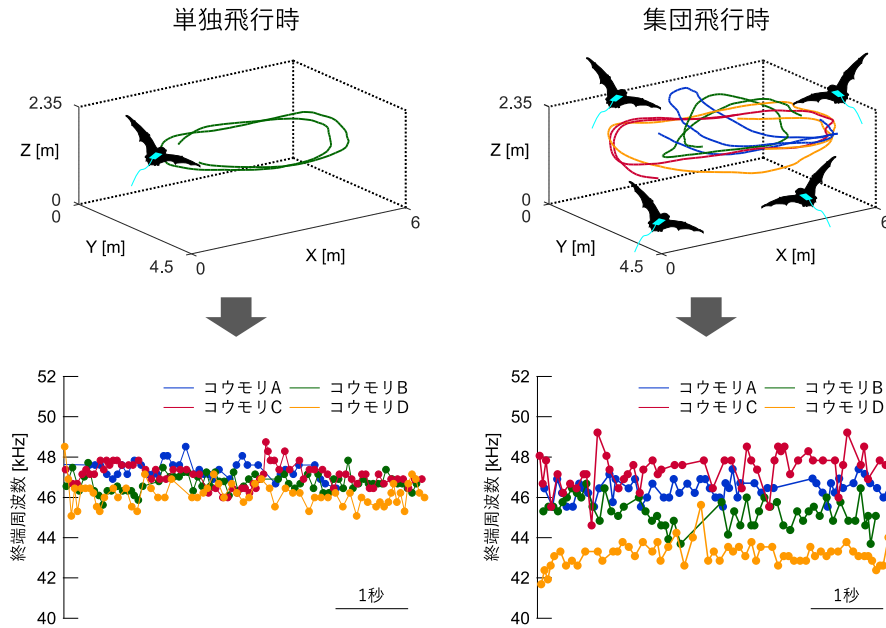 単独飛行時
集団飛行時
2.35
Z [m]
0
0
Y [m]
4.5
0
X [m]
6
2.35
Z [m]
0
0
Y [m]
4.5
0
X [m]
6
終端周波数 [kHz]
52
50
48
46
44
42
40
コウモリA
コウモリB
コウモリC
コウモリD
1秒
終端周波数 [kHz]
52
50
48
46
44
42
40
コウモリA
コウモリB
コウモリC
コウモリD
1秒